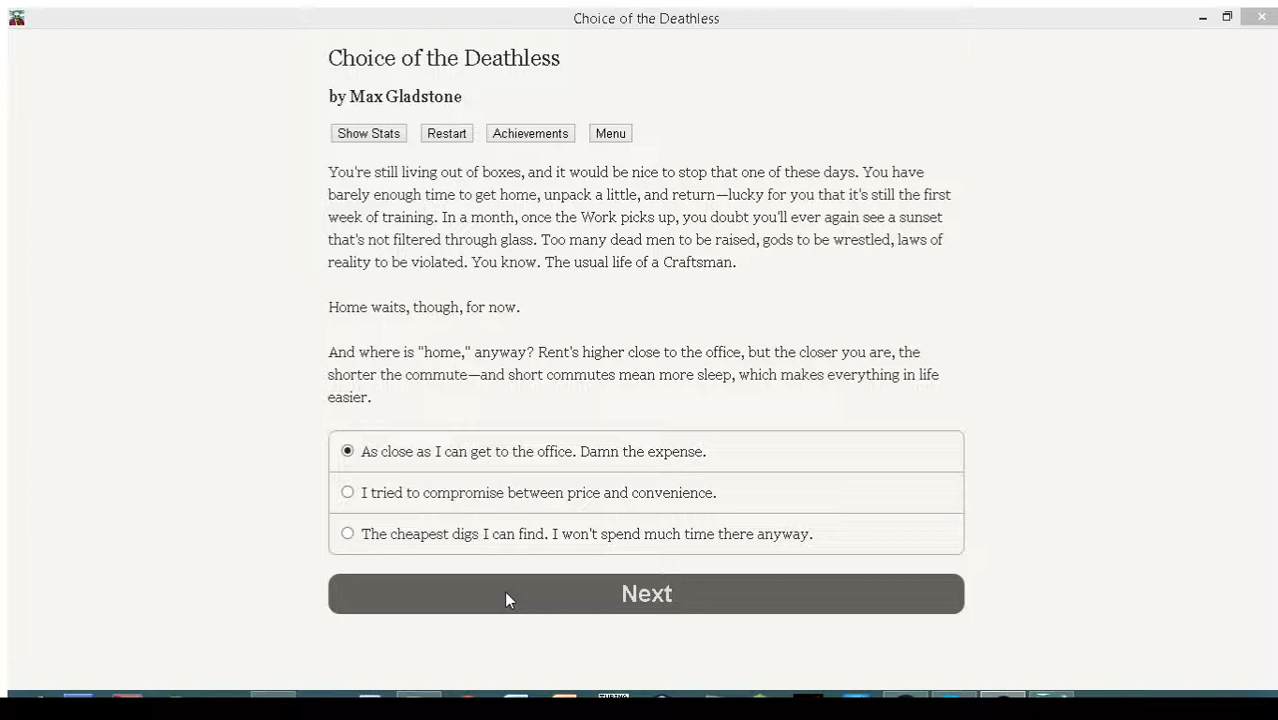 Choice of the Deathless
Choice of the Deathless
by Max Gladstone
Show Stats
Restart
Achievements
Menu
You're still living out of boxes, and it would be nice to stop that one of these days. You have
barely enough time to get home, unpack a little, and return—lucky for you that it's still the first
week of training. In a month, once the Work picks up, you doubt you'll ever again see a sunset
that's not filtered through glass. Too many dead men to be raised, gods to be wrestled, laws of
reality to be violated. You know. The usual life of a Craftsman.
Home waits, though, for now.
And where is "home," anyway? Rent's higher close to the office, but the closer you are, the
shorter the commute—and short commutes mean more sleep, which makes everything in life
easier.
As close as I can get to the office. Damn the expense.
I tried to compromise between price and convenience.
The cheapest digs I can find. I won't spend much time there anyway.
Next